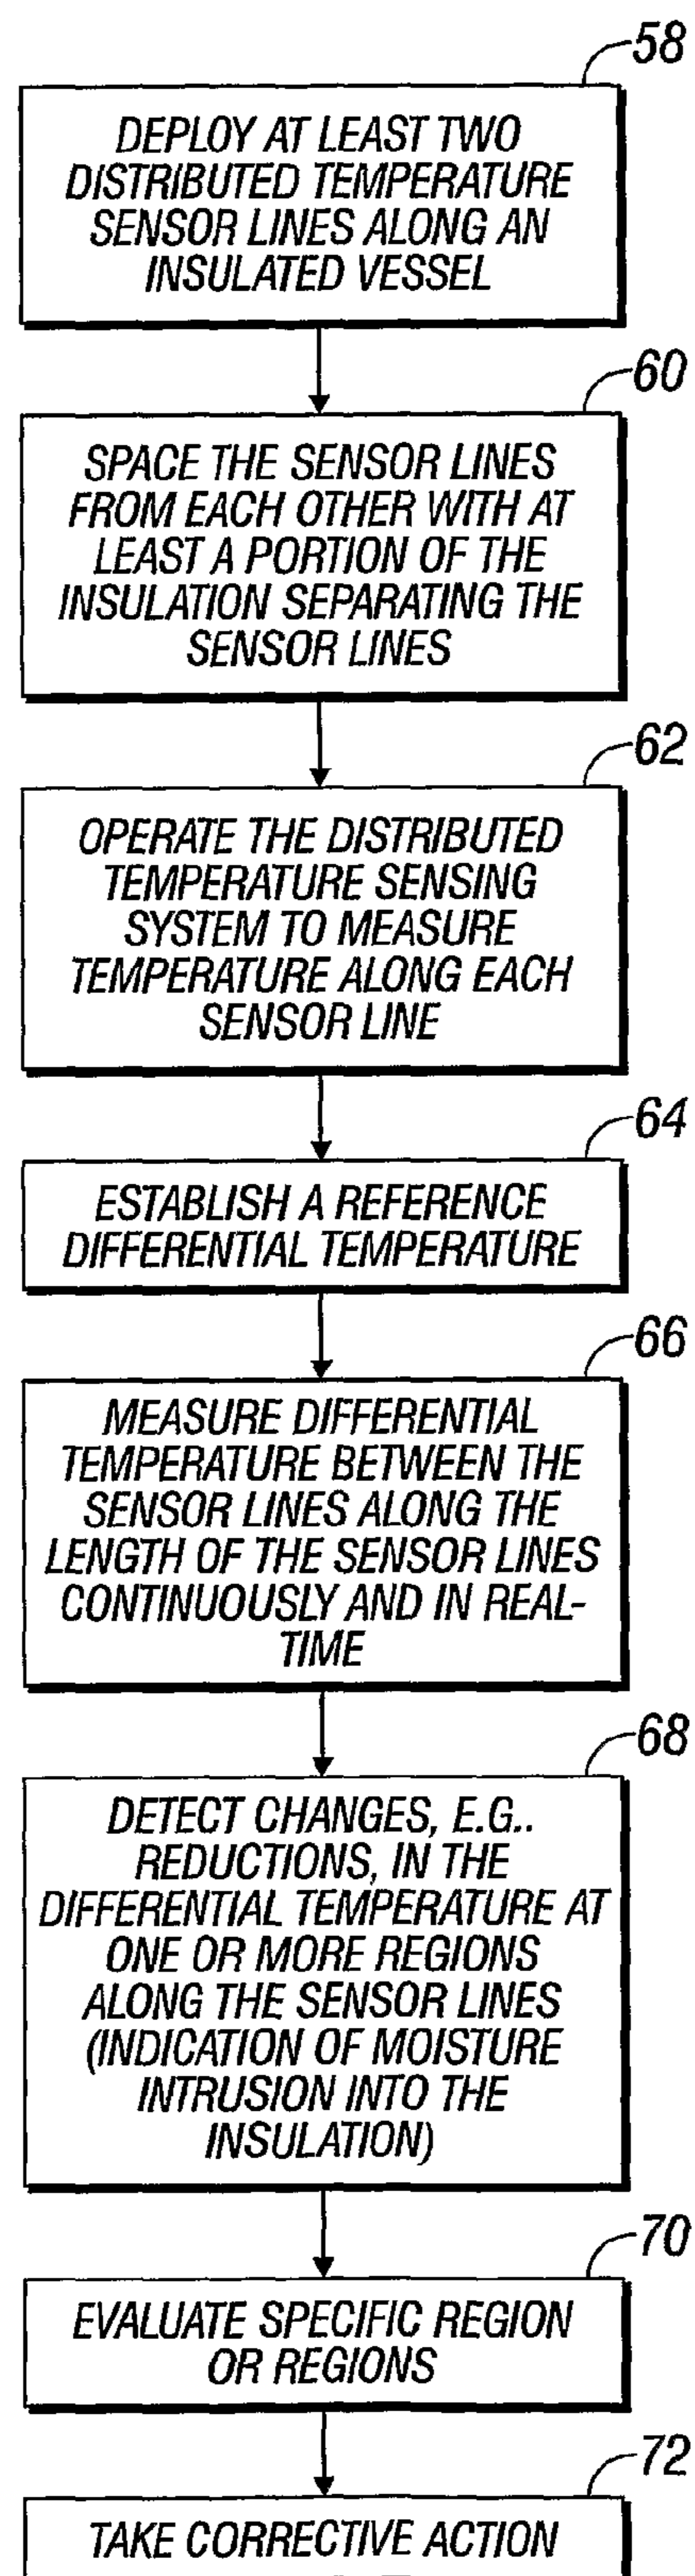 58
DEPLOY AT LEAST TWO
DISTRIBUTED TEMPERATURE
SENSOR LINES ALONG AN
INSULATED VESSEL
60
SPACE THE SENSOR LINES
FROM EACH OTHER WITH AT
LEAST A PORTION OF THE
INSULATION SEPARATING THE
SENSOR LINES
62
OPERATE THE DISTRIBUTED
TEMPERATURE SENSING
SYSTEM TO MEASURE
TEMPERATURE ALONG EACH
SENSOR LINE
64
ESTABLISH A REFERENCE
DIFFERENTIAL TEMPERATURE
66
MEASURE DIFFERENTIAL
TEMPERATURE BETWEEN THE
SENSOR LINES ALONG THE
LENGTH OF THE SENSOR LINES
CONTINUOUSLY AND IN REAL-
TIME
68
DETECT CHANGES, E.G..
REDUCTIONS, IN THE
DIFFERENTIAL TEMPERATURE AT
ONE OR MORE REGIONS
ALONG THE SENSOR LINES
(INDICATION OF MOISTURE
INTRUSION INTO THE
INSULATION)
70
EVALUATE SPECIFIC REGION
OR REGIONS
72
TAKE CORRECTIVE ACTION